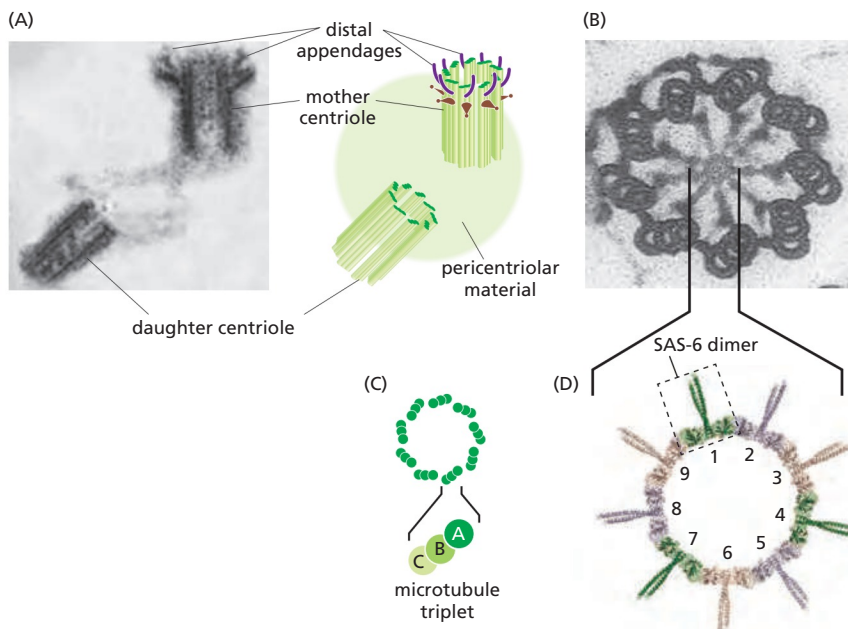 (A)
distal
appendages
mother
centriole
pericentriolar
material
daughter centriole
(B)
SAS-6 dimer
(C)
A
B
C
microtubule
triplet
(D)
1
2
3
4
5
6
7
8
9